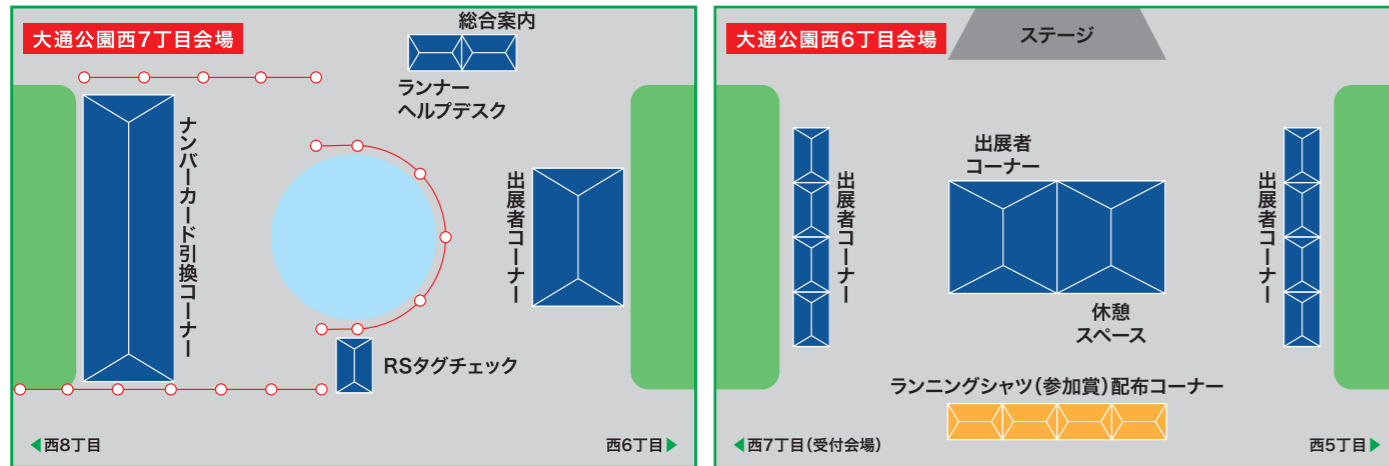 大通公園西7丁目会場
総合案内
ランナー
ヘルプデスク
ナンバーカード引換コーナー
出展者コーナー
RSタグチェック
◀西8丁目
西6丁目▶
大通公園西6丁目会場
ステージ
出展者コーナー
出展者
コーナー
出展者コーナー
休憩
スペース
ランニングシャツ(参加賞)配布コーナー
◀西7丁目(受付会場)
西5丁目▶